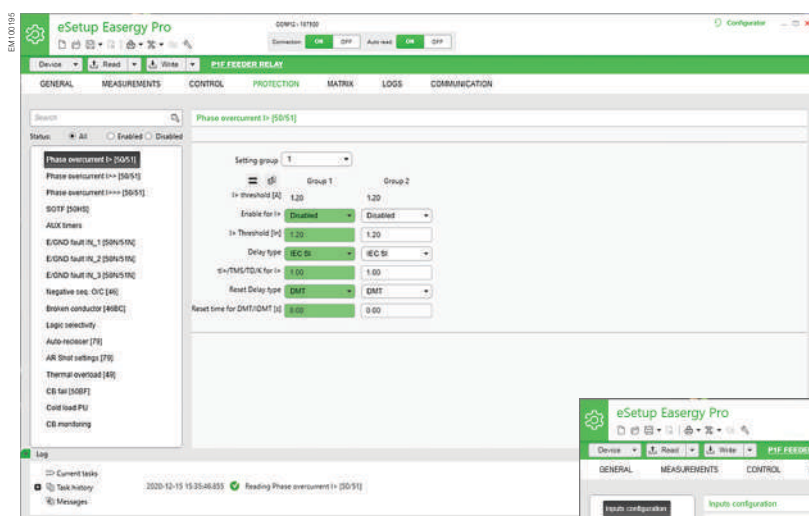 EM100195
eSetup Easergy Pro
Configurator
Connection ON OFF Auto read ON OFF
Device Read Write P1F FEEDER RELAY
GENERAL MEASUREMENTS CONTROL PROTECTION MATRIX LOGS COMMUNICATION
Search
Phase overcurrent I> [50/51]
Status: All Enabled Disabled
Phase overcurrent I> [50/51]
Phase overcurrent I>> [50/51]
Phase overcurrent I>>> [50/51]
SOTF [50HS]
AUX timers
E/GND fault IN_1 [50N/51N]
E/GND fault IN_2 [50N/51N]
E/GND fault IN_3 [50N/51N]
Negative seq. O/C [46]
Broken conductor [46BC]
Logic selectivity
Auto-recloser [79]
AR Shot settings [79]
Thermal overload [49]
CB fail [50BF]
Cold load PU
CB monitoring
Setting group 1
Group 1 Group 2
I> threshold [A] 1.20 1.20
Enable for I> Disabled Disabled
I> Threshold [In] 1.20 1.20
Delay type IEC SI IEC SI
tI>/TMS/TD/K for I> 1.00 1.00
Reset Delay type DMT DMT
Reset time for DMT/IDMT [s] 0.00 0.00
Log
Current tasks
Task history
Messages
2020-12-15 15:35:46.855 Reading Phase overcurrent I> [50/51]
eSetup Easergy Pro
Device Read Write P1F FEEDER
GENERAL MEASUREMENTS CONTROL
Inputs configuration
Inputs configuration